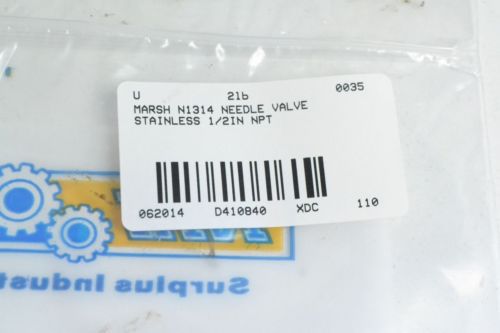 U 21b 0035
MARSH N1314 NEEDLE VALVE
STAINLESS 1/2IN NPT
062014 D410840 XDC 110
Surplus Indust